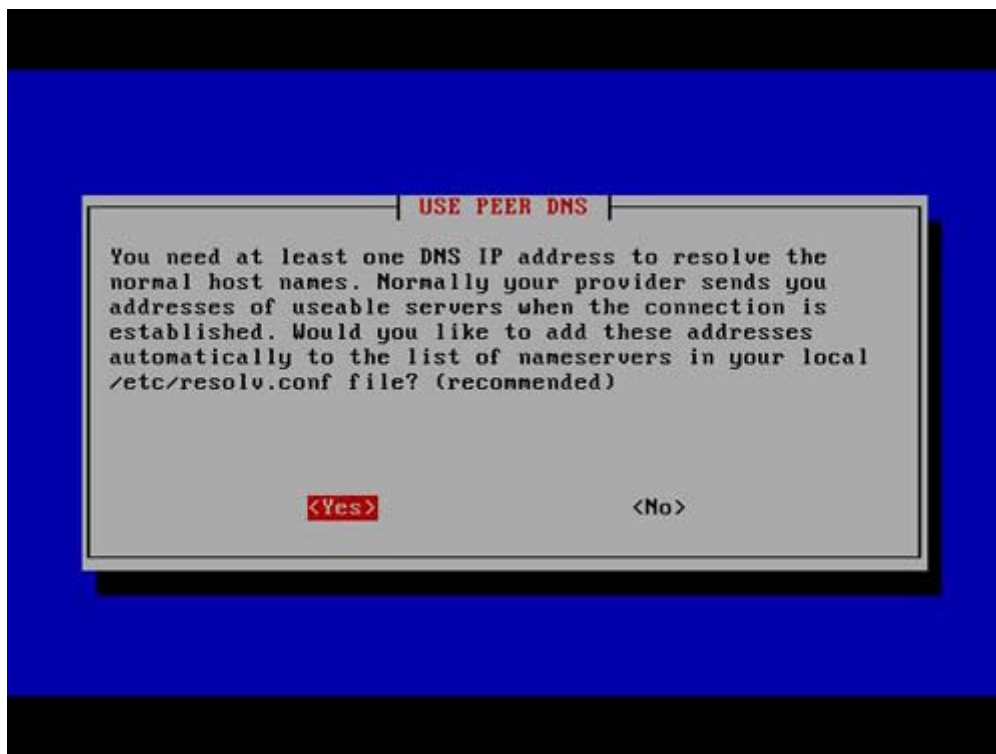 USE PEER DNS
You need at least one DNS IP address to resolve the
normal host names. Normally your provider sends you
addresses of useable servers when the connection is
established. Would you like to add these addresses
automatically to the list of nameservers in your local
/etc/resolv.conf file? (recommended)
<Yes> <No>